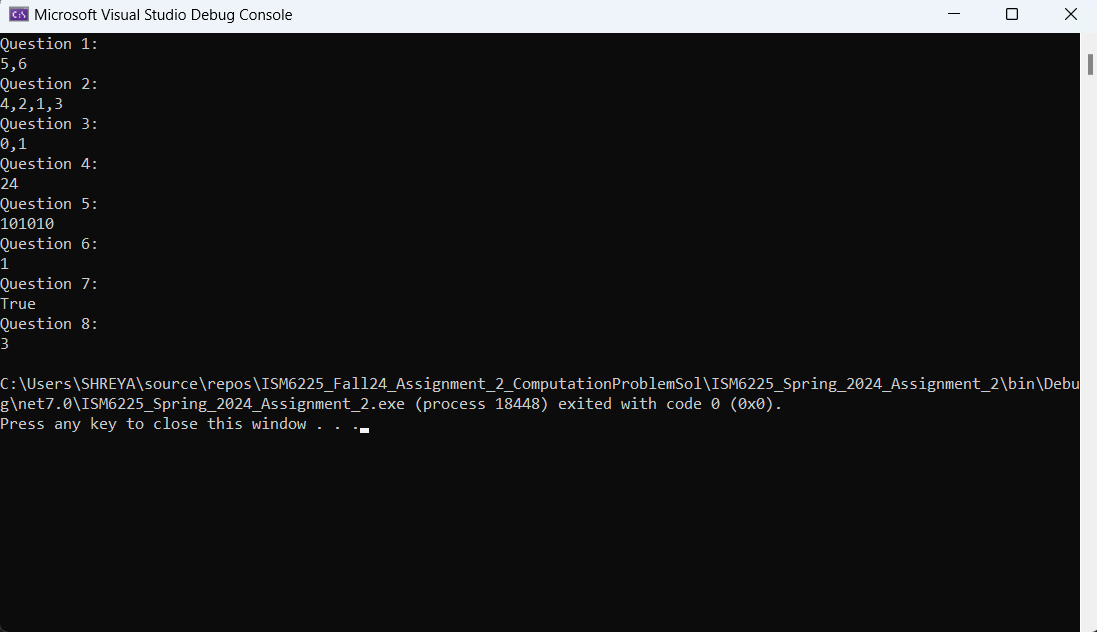 Microsoft Visual Studio Debug Console
Question 1:
5,6
Question 2:
4,2,1,3
Question 3:
0,1
Question 4:
24
Question 5:
101010
Question 6:
1
Question 7:
True
Question 8:
3
C:\Users\SHREYA\source\repos\ISM6225_Fall24_Assignment_2_ComputationProblemSol\ISM6225_Spring_2024_Assignment_2\bin\Debu
g\net7.0\ISM6225_Spring_2024_Assignment_2.exe (process 18448) exited with code 0 (0x0).
Press any key to close this window . . .